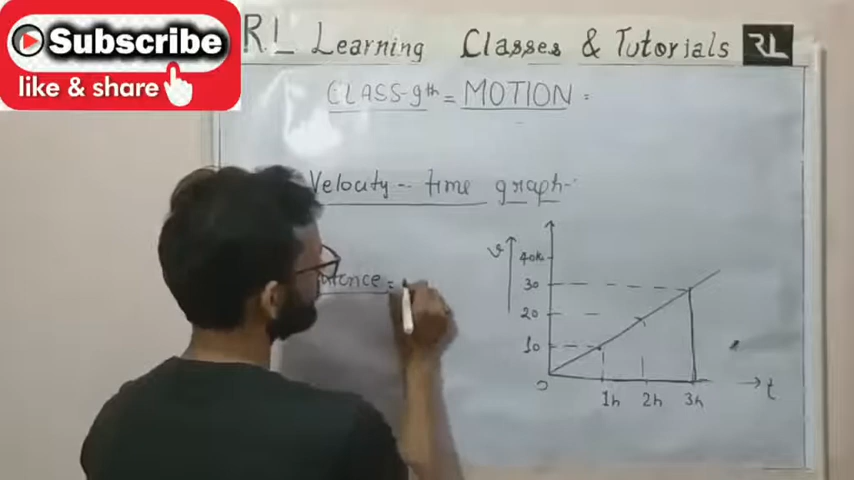 Subscribe
like & share
RL Learning Classes & Tutorials RL
CLASS-9th = MOTION :
Velocity -- time graph-
=
v
40k
30
20
10
0
1h 2h 3h
t